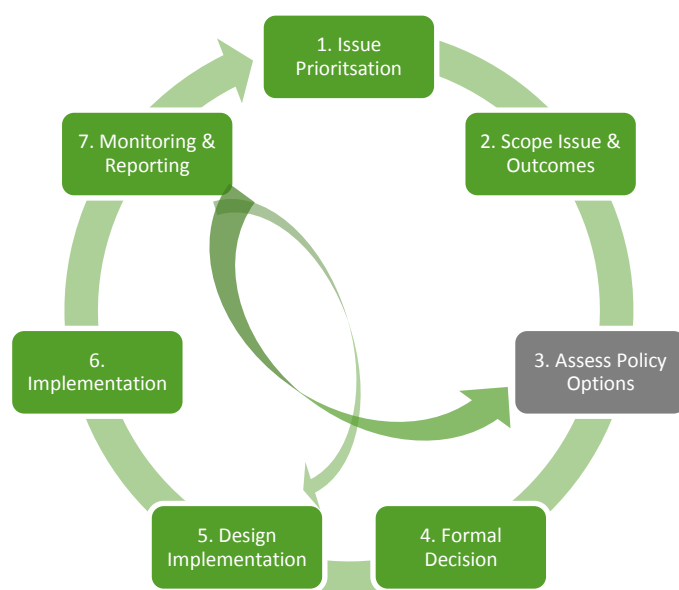 1. Issue
Prioritsation
2. Scope Issue &
Outcomes
3. Assess Policy
Options
4. Formal
Decision
5. Design
Implementation
6.
Implementation
7. Monitoring &
Reporting